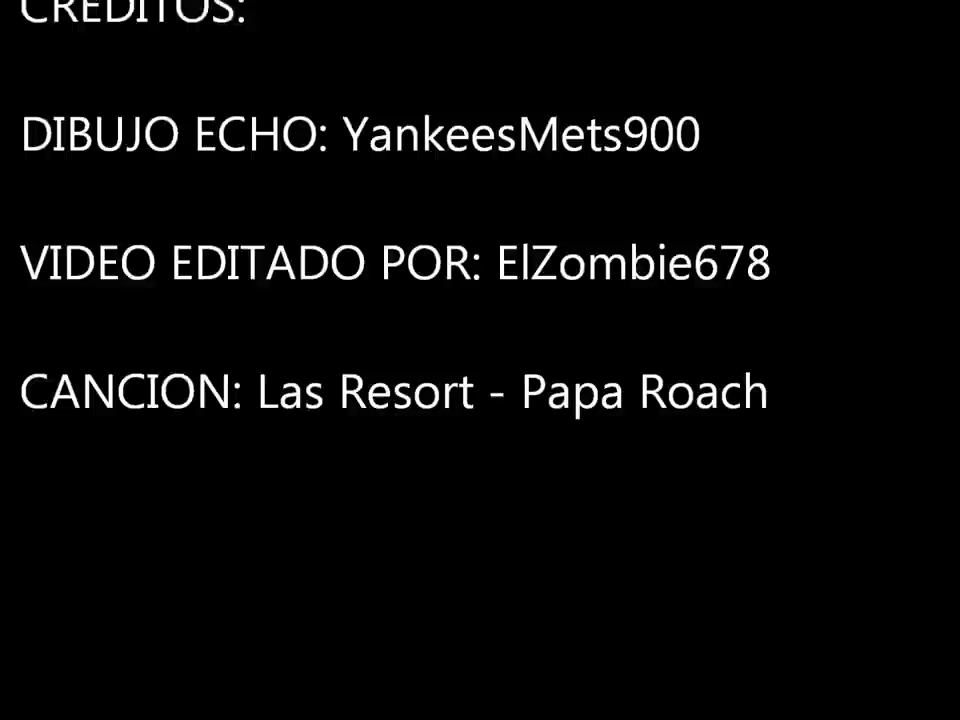 CREDITOS:
DIBUJO ECHO: YankeesMets900
VIDEO EDITADO POR: ElZombie678
CANCION: Las Resort - Papa Roach